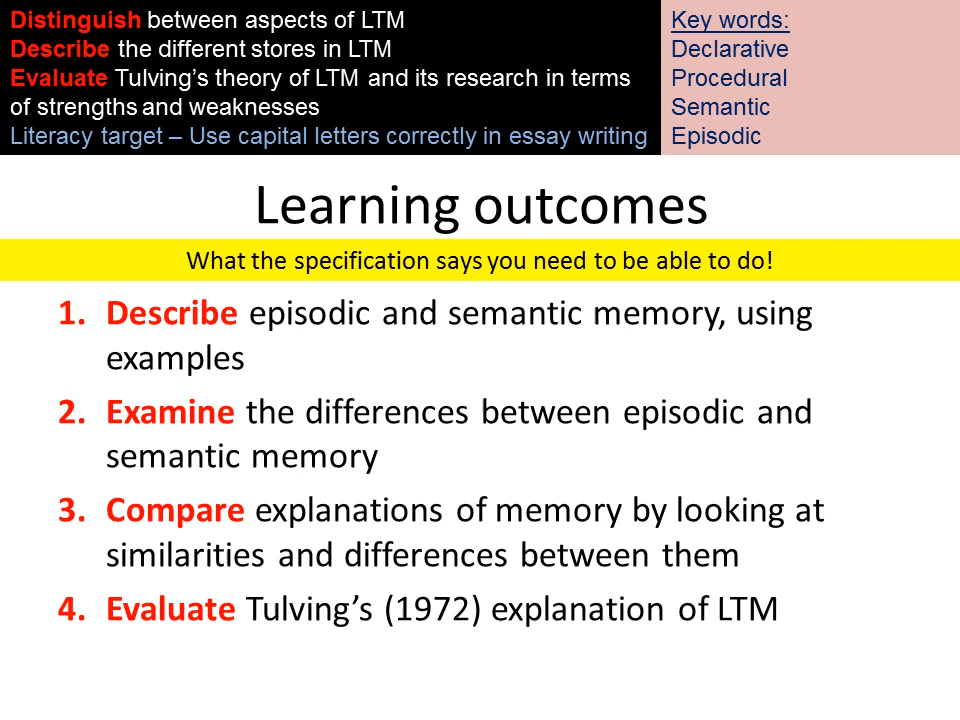 Distinguish between aspects of LTM
Describe the different stores in LTM
Evaluate Tulving’s theory of LTM and its research in terms
of strengths and weaknesses
Literacy target – Use capital letters correctly in essay writing
Key words:
Declarative
Procedural
Semantic
Episodic
Learning outcomes
What the specification says you need to be able to do!
1. Describe episodic and semantic memory, using
examples
2. Examine the differences between episodic and
semantic memory
3. Compare explanations of memory by looking at
similarities and differences between them
4. Evaluate Tulving’s (1972) explanation of LTM